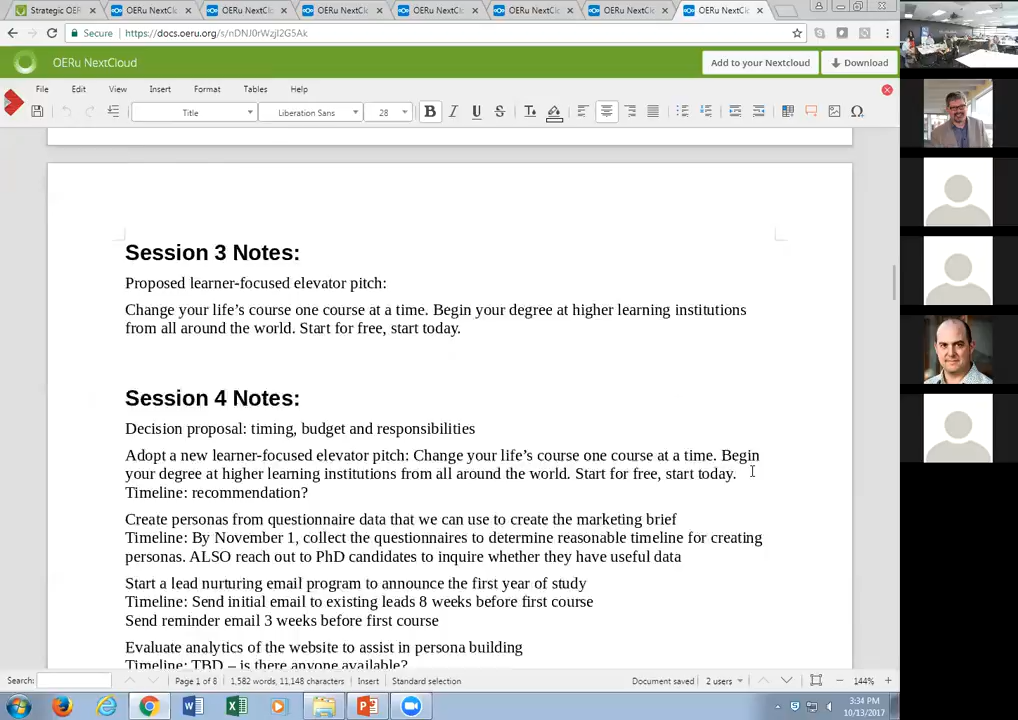 Strategic OER
OERu NextClo
OERu NextClo
OERu NextClo
OERu NextClo
OERu NextClo
OERu NextClo
OERu NextClo
Secure https://docs.oeru.org/s/nDNJ0rWzjI2G5Ak
OERu NextCloud
Add to your Nextcloud
Download
File Edit View Insert Format Tables Help
Title Liberation Sans 28
Session 3 Notes:
Proposed learner-focused elevator pitch:
Change your life’s course one course at a time. Begin your degree at higher learning institutions
from all around the world. Start for free, start today.
Session 4 Notes:
Decision proposal: timing, budget and responsibilities
Adopt a new learner-focused elevator pitch: Change your life’s course one course at a time. Begin
your degree at higher learning institutions from all around the world. Start for free, start today.
Timeline: recommendation?
Create personas from questionnaire data that we can use to create the marketing brief
Timeline: By November 1, collect the questionnaires to determine reasonable timeline for creating
personas. ALSO reach out to PhD candidates to inquire whether they have useful data
Start a lead nurturing email program to announce the first year of study
Timeline: Send initial email to existing leads 8 weeks before first course
Send reminder email 3 weeks before first course
Evaluate analytics of the website to assist in persona building
Timeline: TBD – is there anyone available?
Search: Page 1 of 8 1,582 words, 11,148 characters Insert Standard selection Document saved 2 users 144%
3:34 PM
10/13/2017